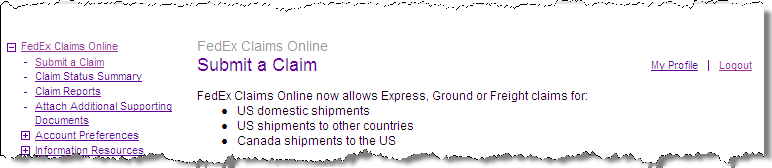 FedEx Claims Online
Submit a Claim
Claim Status Summary
Claim Reports
Attach Additional Supporting
Documents
Account Preferences
Information Resources
FedEx Claims Online
Submit a Claim
My Profile | Logout
FedEx Claims Online now allows Express, Ground or Freight claims for:
US domestic shipments
US shipments to other countries
Canada shipments to the US